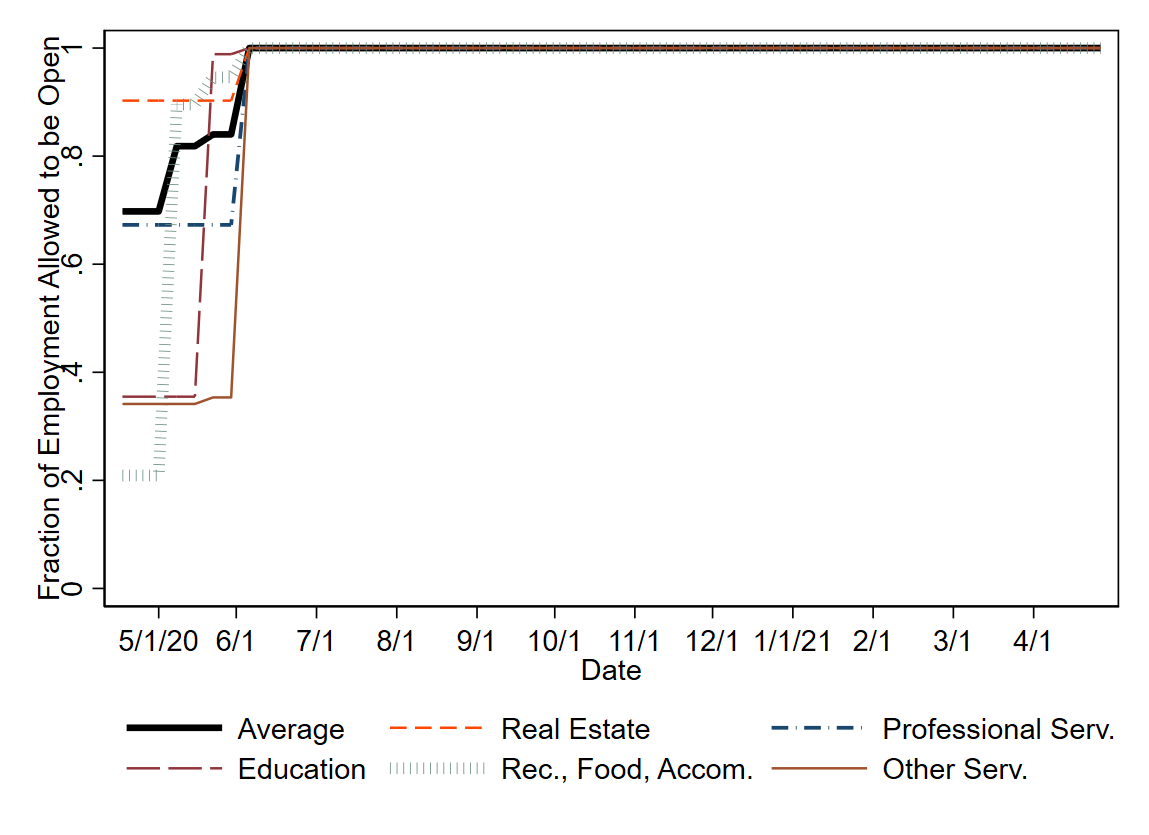 Fraction of Employment Allowed to be Open
1
.8
.6
.4
.2
0
5/1/20 6/1 7/1 8/1 9/1 10/1 11/1 12/1 1/1/21 2/1 3/1 4/1
Date
Average Real Estate Professional Serv.
Education Rec., Food, Accom. Other Serv.